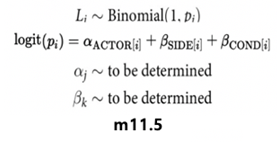 Lᵢ ~ Binomial(1, pᵢ)
logit(pᵢ) = α_ACTOR[i] + β_SIDE[i] + β_COND[i]
αⱼ ~ to be determined
βₖ ~ to be determined
m11.5